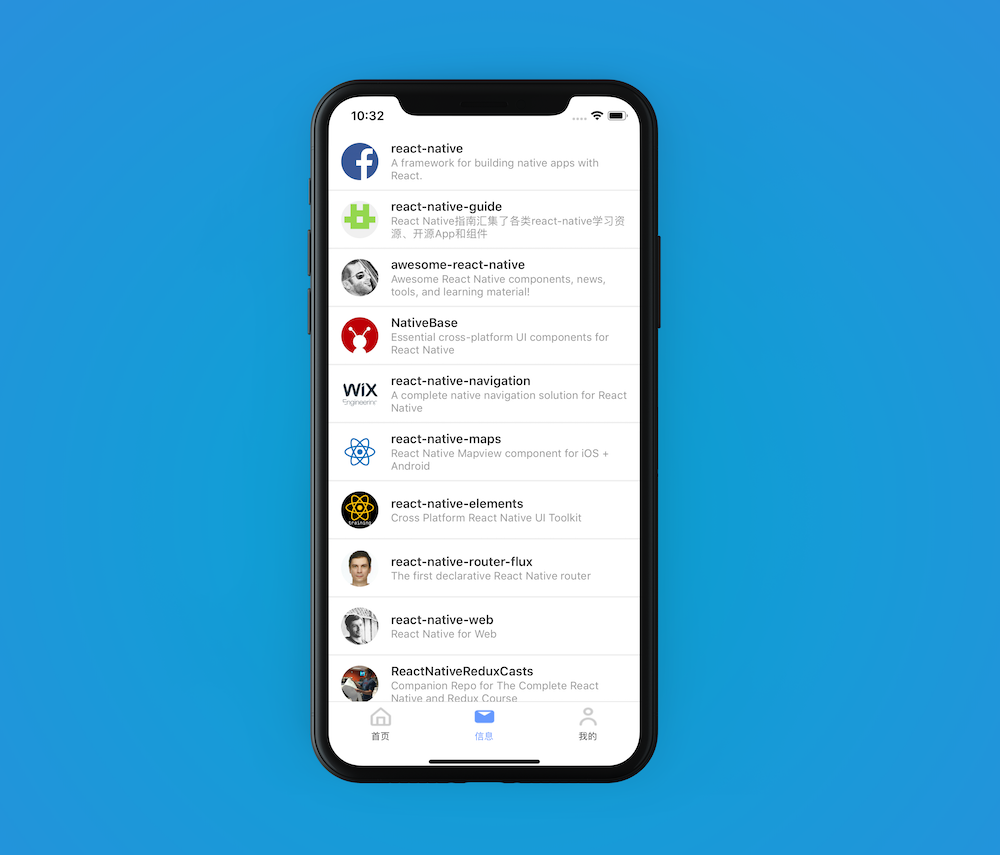 10:32
react-native
A framework for building native apps with
React.
react-native-guide
React Native指南汇集了各类react-native学习资
源、开源App和组件
awesome-react-native
Awesome React Native components, news,
tools, and learning material!
NativeBase
Essential cross-platform UI components for
React Native
WiX
Engineering
react-native-navigation
A complete native navigation solution for React
Native
react-native-maps
React Native Mapview component for iOS +
Android
training
react-native-elements
Cross Platform React Native UI Toolkit
react-native-router-flux
The first declarative React Native router
react-native-web
React Native for Web
ReactNativeReduxCasts
Companion Repo for The Complete React
Native and Redux Course
首页
信息
我的